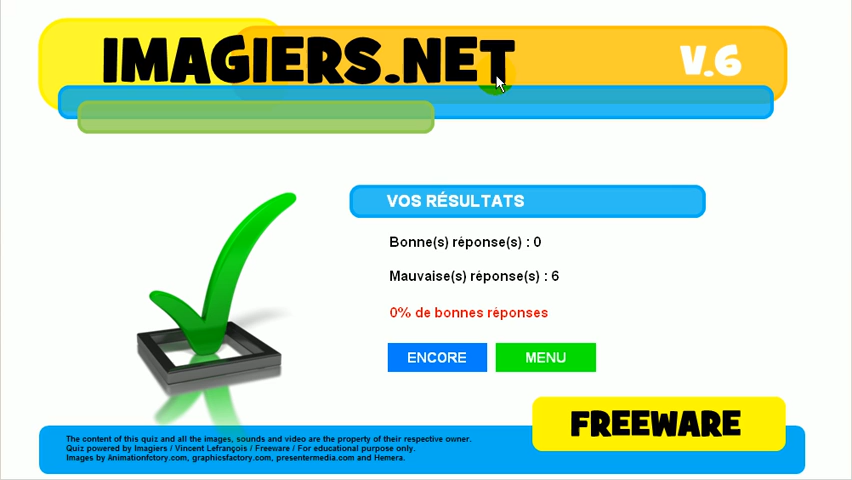 IMAGIERS.NET
V.6
VOS RÉSULTATS
Bonne(s) réponse(s) : 0
Mauvaise(s) réponse(s) : 6
0% de bonnes réponses
ENCORE
MENU
FREEWARE
The content of this quiz and all the images, sounds and video are the property of their respective owner.
Quiz powered by Imagiers / Vincent Lefrançois / Freeware / For educational purpose only.
Images by Animationfctory.com, graphicsfactory.com, presentermedia.com and Hemera.